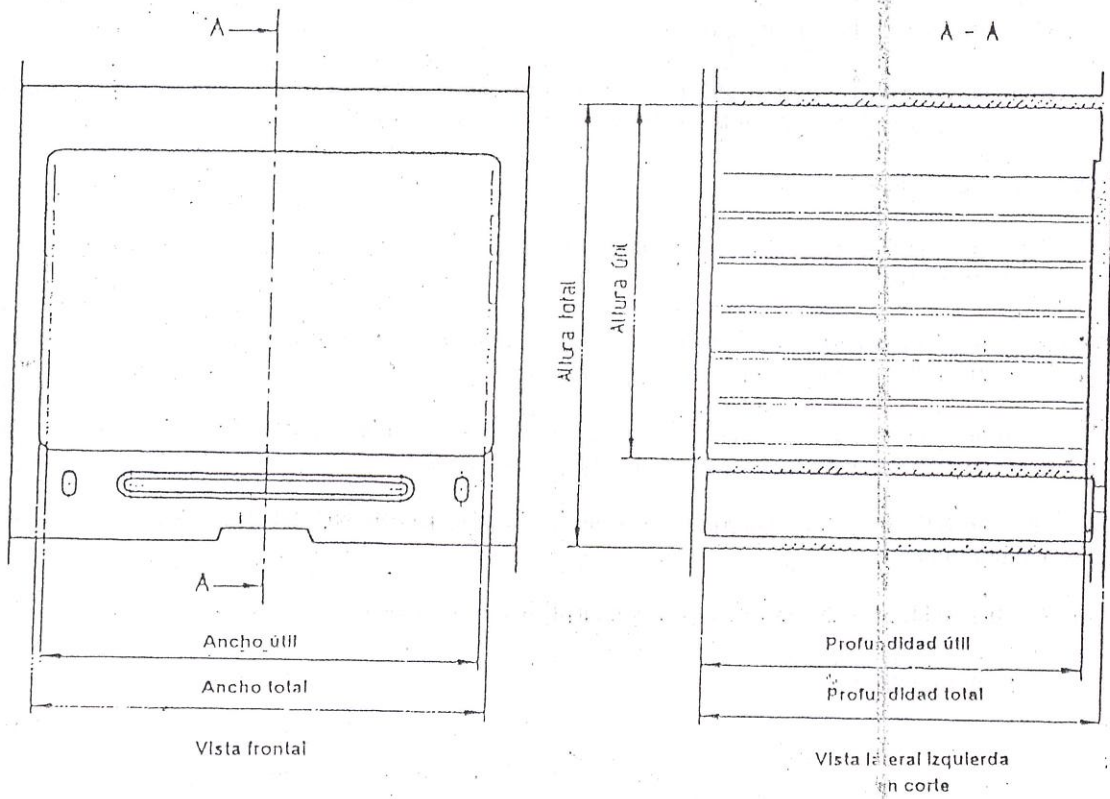 A
A - A
Altura total
Altura útil
A
Ancho útil
Ancho total
Vista frontal
Profundidad útil
Profundidad total
Vista lateral izquierda
en corte